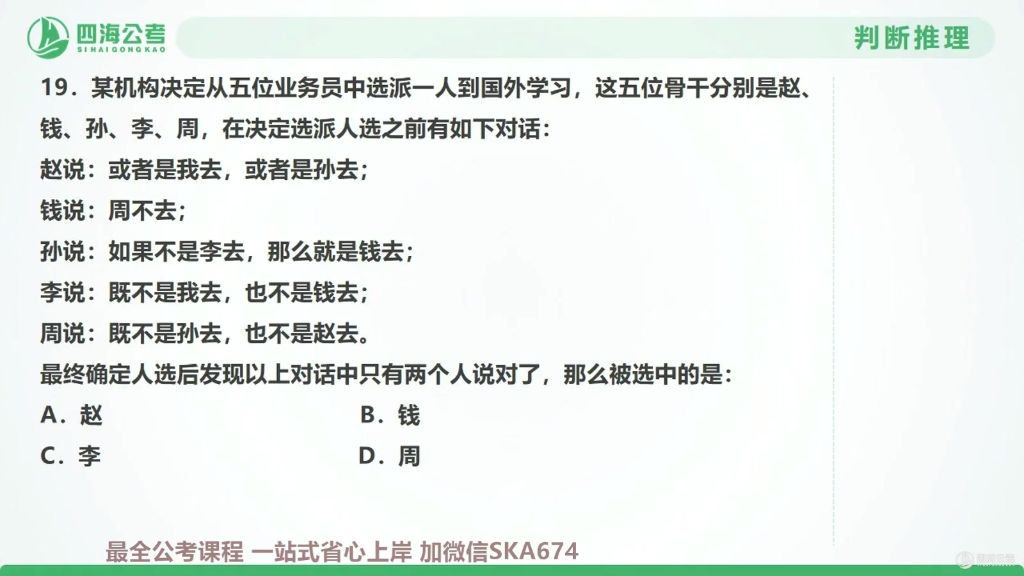 四海公考
SIHAIGONGKAO
判断推理
19．某机构决定从五位业务员中选派一人到国外学习，这五位骨干分别是赵、
钱、孙、李、周，在决定选派人选之前有如下对话：
赵说：或者是我去，或者是孙去；
钱说：周不去；
孙说：如果不是李去，那么就是钱去；
李说：既不是我去，也不是钱去；
周说：既不是孙去，也不是赵去。
最终确定人选后发现以上对话中只有两个人说对了，那么被选中的是：
A．赵 B．钱
C．李 D．周
最全公考课程 一站式省心上岸 加微信SKA674